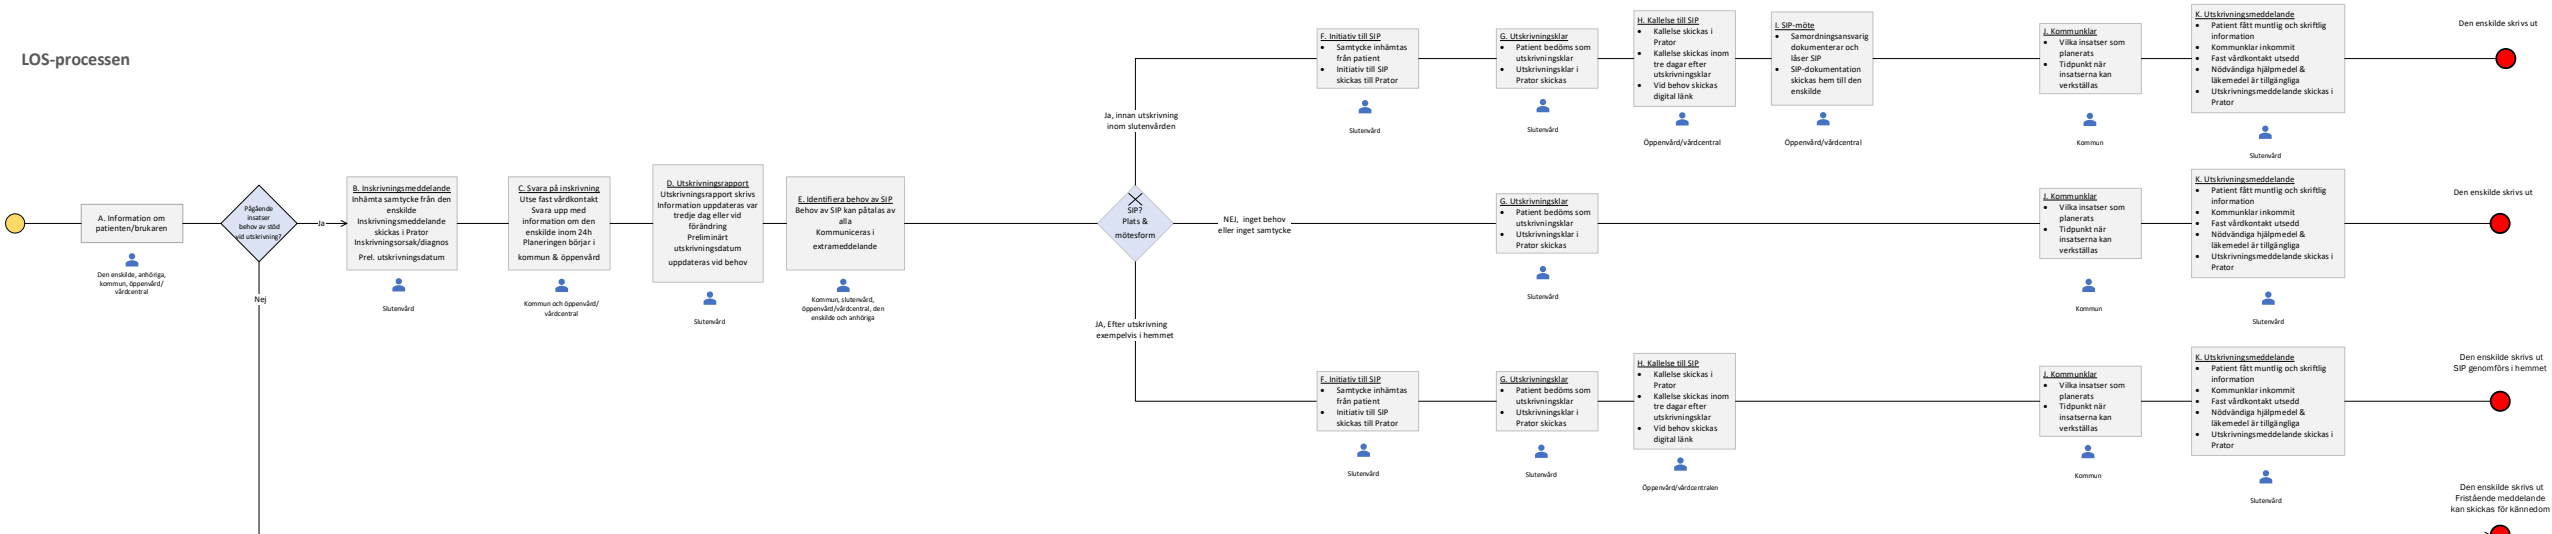 LOS-processen
A. Information om
patienten/brukaren
Den enskilde, anhöriga,
kommun, öppenvård/
vårdcentral
Pågående
insatser
behov av stöd
vid utskrivning?
Ja
Nej
B. Inskrivningsmeddelande
Inhämta samtycke från den
enskilde
Inskrivningsmeddelande
skickas i Prator
Inskrivningsorsak/diagnos
Prel. utskrivningsdatum
Slutenvård
C. Svara på inskrivning
Utse fast vårdkontakt
Svara upp med
information om den
enskilde inom 24h
Planeringen börjar i
kommun & öppenvård
Kommun och öppenvård/
vårdcentral
D. Utskrivningsrapport
Utskrivningsrapport skrivs
Information uppdateras var
tredje dag eller vid
förändring
Preliminärt
utskrivningsdatum
uppdateras vid behov
Slutenvård
E. Identifiera behov av SIP
Behov av SIP kan påtalas av
alla
Kommuniceras i
extrameddelande
Kommun, slutenvård,
öppenvård/vårdcentral, den
enskilde och anhöriga
SIP?
Plats &
mötesform
Ja, innan utskrivning
inom slutenvården
F. Initiativ till SIP
• Samtycke inhämtas
från patient
• Initiativ till SIP
skickas till Prator
Slutenvård
G. Utskrivningsklar
• Patient bedöms som
utskrivningsklar
• Utskrivningsklar i
Prator skickas
Slutenvård
H. Kallelse till SIP
• Kallelse skickas i
Prator
• Kallelse skickas inom
tre dagar efter
utskrivningsklar
• Vid behov skickas
digital länk
Öppenvård/vårdcentral
I. SIP-möte
• Samordningsansvarig
dokumenterar och
låser SIP
• SIP-dokumentation
skickas hem till den
enskilde
Öppenvård/vårdcentral
J. Kommunklar
• Vilka insatser som
planerats
• Tidpunkt när
insatserna kan
verkställas
Kommun
K. Utskrivningsmeddelande
• Patient fått muntlig och skriftlig
information
• Kommunklar inkommit
• Fast vårdkontakt utsedd
• Nödvändiga hjälpmedel &
läkemedel är tillgängliga
• Utskrivningsmeddelande skickas i
Prator
Slutenvård
Den enskilde skrivs ut
NEJ, inget behov
eller inget samtycke
G. Utskrivningsklar
• Patient bedöms som
utskrivningsklar
• Utskrivningsklar i
Prator skickas
Slutenvård
J. Kommunklar
• Vilka insatser som
planerats
• Tidpunkt när
insatserna kan
verkställas
Kommun
K. Utskrivningsmeddelande
• Patient fått muntlig och skriftlig
information
• Kommunklar inkommit
• Fast vårdkontakt utsedd
• Nödvändiga hjälpmedel &
läkemedel är tillgängliga
• Utskrivningsmeddelande skickas i
Prator
Slutenvård
Den enskilde skrivs ut
JA, Efter utskrivning
exempelvis i hemmet
F. Initiativ till SIP
• Samtycke inhämtas
från patient
• Initiativ till SIP
skickas till Prator
Slutenvård
G. Utskrivningsklar
• Patient bedöms som
utskrivningsklar
• Utskrivningsklar i
Prator skickas
Slutenvård
H. Kallelse till SIP
• Kallelse skickas i
Prator
• Kallelse skickas inom
tre dagar efter
utskrivningsklar
• Vid behov skickas
digital länk
Öppenvård/vårdcentralen
J. Kommunklar
• Vilka insatser som
planerats
• Tidpunkt när
insatserna kan
verkställas
Kommun
K. Utskrivningsmeddelande
• Patient fått muntlig och skriftlig
information
• Kommunklar inkommit
• Fast vårdkontakt utsedd
• Nödvändiga hjälpmedel &
läkemedel är tillgängliga
• Utskrivningsmeddelande skickas i
Prator
Slutenvård
Den enskilde skrivs ut
SIP genomförs i hemmet
Den enskilde skrivs ut
Fristående meddelande
kan skickas för kännedom